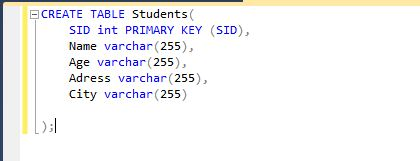 CREATE TABLE Students(
SID int PRIMARY KEY (SID),
Name varchar(255),
Age varchar(255),
Adress varchar(255),
City varchar(255)
);